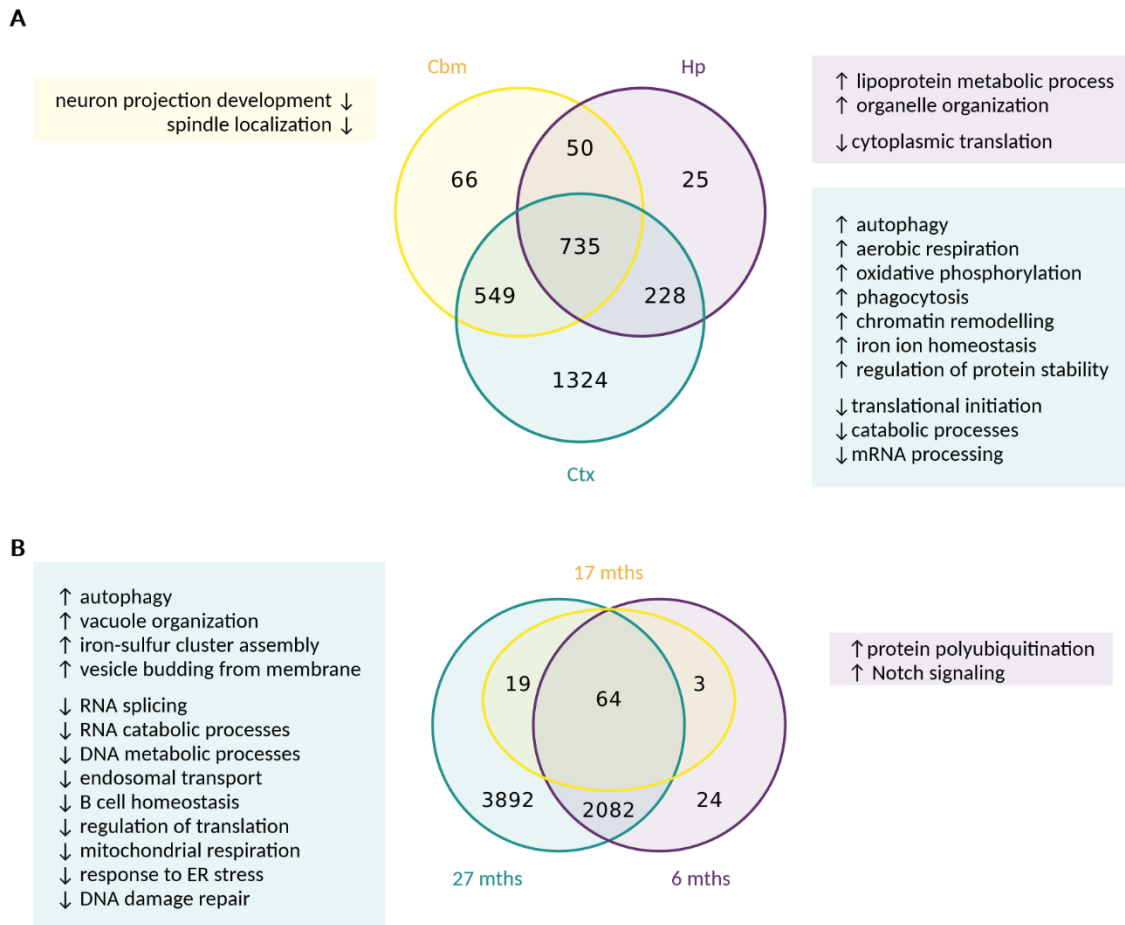 A
Cbm
Hp
neuron projection development ↓
spindle localization ↓
↑ lipoprotein metabolic process
↑ organelle organization
↓ cytoplasmic translation
50
66
25
735
549
228
1324
Ctx
↑ autophagy
↑ aerobic respiration
↑ oxidative phosphorylation
↑ phagocytosis
↑ chromatin remodelling
↑ iron ion homeostasis
↑ regulation of protein stability
↓ translational initiation
↓ catabolic processes
↓ mRNA processing
B
↑ autophagy
↑ vacuole organization
↑ iron-sulfur cluster assembly
↑ vesicle budding from membrane
↓ RNA splicing
↓ RNA catabolic processes
↓ DNA metabolic processes
↓ endosomal transport
↓ B cell homeostasis
↓ regulation of translation
↓ mitochondrial respiration
↓ response to ER stress
↓ DNA damage repair
17 mths
19
64
3
3892
2082
24
27 mths
6 mths
↑ protein polyubiquitination
↑ Notch signaling